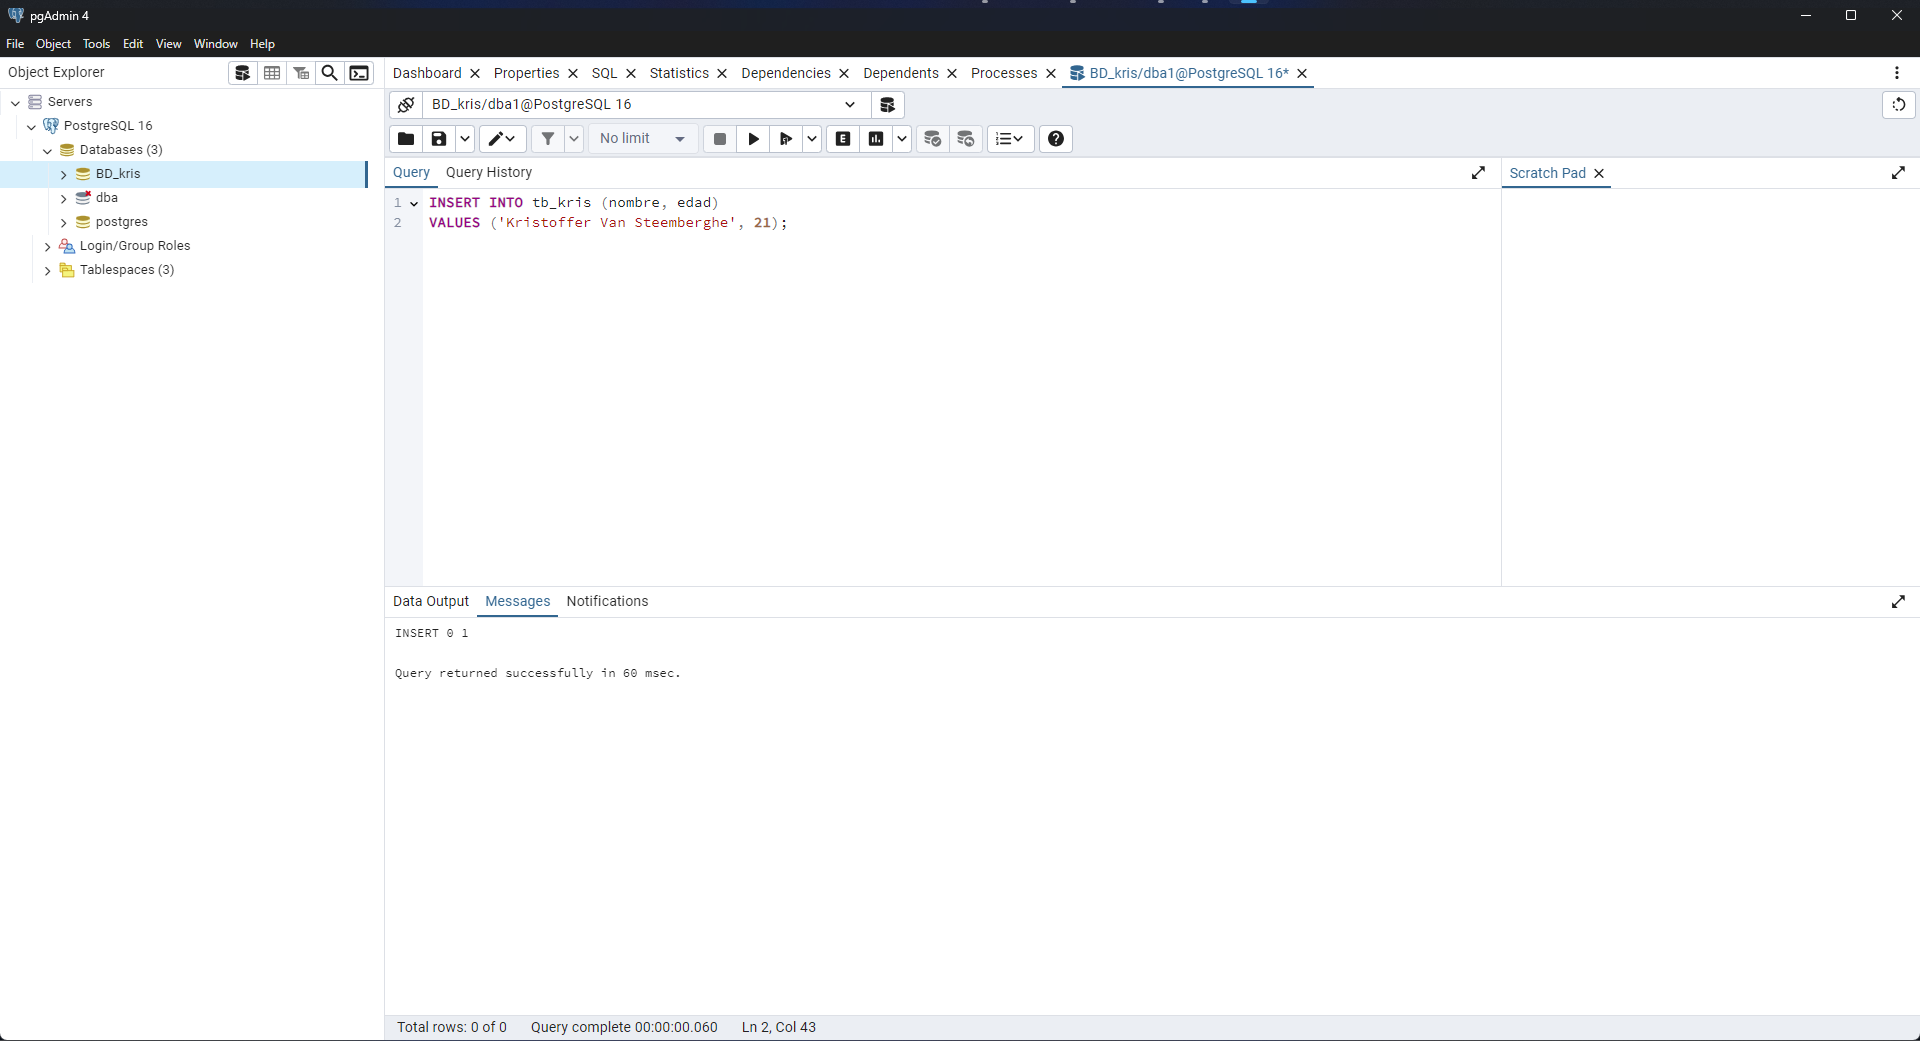 pgAdmin 4
File Object Tools Edit View Window Help
Object Explorer
Servers
PostgreSQL 16
Databases (3)
BD_kris
dba
postgres
Login/Group Roles
Tablespaces (3)
Dashboard Properties SQL Statistics Dependencies Dependents Processes BD_kris/dba1@PostgreSQL 16*
BD_kris/dba1@PostgreSQL 16
No limit
Query Query History
Scratch Pad
1 INSERT INTO tb_kris (nombre, edad)
2 VALUES ('Kristoffer Van Steemberghe', 21);
Data Output Messages Notifications
INSERT 0 1
Query returned successfully in 60 msec.
Total rows: 0 of 0 Query complete 00:00:00.060 Ln 2, Col 43